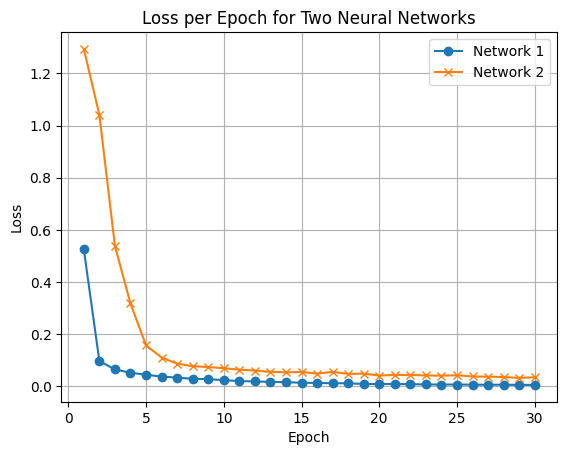 Loss per Epoch for Two Neural Networks
Network 1
Network 2
Loss
1.2
1.0
0.8
0.6
0.4
0.2
0.0
0 5 10 15 20 25 30
Epoch